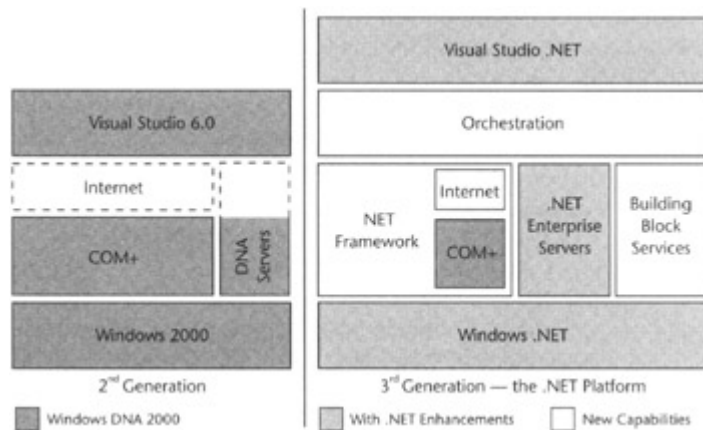 Visual Studio 6.0
Internet
COM+
DNA
Servers
Windows 2000
2nd Generation
Windows DNA 2000
Visual Studio .NET
Orchestration
NET
Framework
Internet
COM+
.NET
Enterprise
Servers
Building
Block
Services
Windows .NET
3rd Generation — the .NET Platform
With .NET Enhancements
New Capabilities